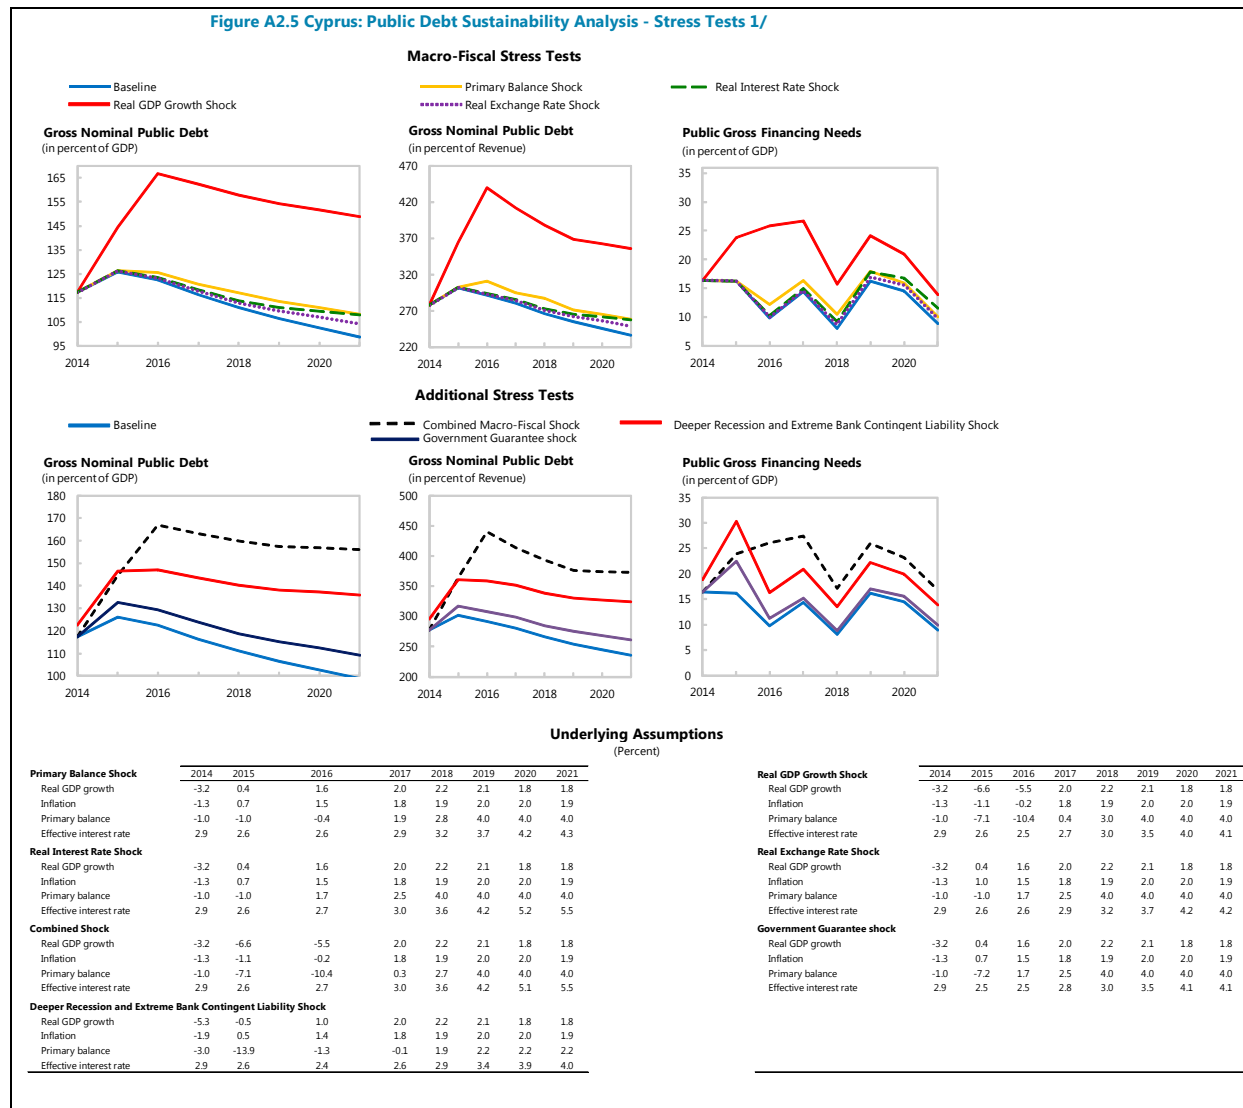 Figure A2.5 Cyprus: Public Debt Sustainability Analysis - Stress Tests 1/
Macro-Fiscal Stress Tests
Baseline
Primary Balance Shock
Real Interest Rate Shock
Real GDP Growth Shock
Real Exchange Rate Shock
Gross Nominal Public Debt
(in percent of GDP)
165
155
145
135
125
115
105
95
2014 2016 2018 2020
Gross Nominal Public Debt
(in percent of Revenue)
470
420
370
320
270
220
2014 2016 2018 2020
Public Gross Financing Needs
(in percent of GDP)
35
30
25
20
15
10
5
2014 2016 2018 2020
Additional Stress Tests
Baseline
Combined Macro-Fiscal Shock
Deeper Recession and Extreme Bank Contingent Liability Shock
Government Guarantee shock
Gross Nominal Public Debt
(in percent of GDP)
180
170
160
150
140
130
120
110
100
2014 2016 2018 2020
Gross Nominal Public Debt
(in percent of Revenue)
500
450
400
350
300
250
200
2014 2016 2018 2020
Public Gross Financing Needs
(in percent of GDP)
35
30
25
20
15
10
5
0
2014 2016 2018 2020
Underlying Assumptions
(Percent)
Primary Balance Shock 2014 2015 2016 2017 2018 2019 2020 2021
Real GDP growth -3.2 0.4 1.6 2.0 2.2 2.1 1.8 1.8
Inflation -1.3 0.7 1.5 1.8 1.9 2.0 2.0 1.9
Primary balance -1.0 -1.0 -0.4 1.9 2.8 4.0 4.0 4.0
Effective interest rate 2.9 2.6 2.6 2.9 3.2 3.7 4.2 4.3
Real Interest Rate Shock
Real GDP growth -3.2 0.4 1.6 2.0 2.2 2.1 1.8 1.8
Inflation -1.3 0.7 1.5 1.8 1.9 2.0 2.0 1.9
Primary balance -1.0 -1.0 1.7 2.5 4.0 4.0 4.0 4.0
Effective interest rate 2.9 2.6 2.7 3.0 3.6 4.2 5.2 5.5
Combined Shock
Real GDP growth -3.2 -6.6 -5.5 2.0 2.2 2.1 1.8 1.8
Inflation -1.3 -1.1 -0.2 1.8 1.9 2.0 2.0 1.9
Primary balance -1.0 -7.1 -10.4 0.3 2.7 4.0 4.0 4.0
Effective interest rate 2.9 2.6 2.7 3.0 3.6 4.2 5.1 5.5
Deeper Recession and Extreme Bank Contingent Liability Shock
Real GDP growth -5.3 -0.5 1.0 2.0 2.2 2.1 1.8 1.8
Inflation -1.9 0.5 1.4 1.8 1.9 2.0 2.0 1.9
Primary balance -3.0 -13.9 -1.3 -0.1 1.9 2.2 2.2 2.2
Effective interest rate 2.9 2.6 2.4 2.6 2.9 3.4 3.9 4.0
Real GDP Growth Shock 2014 2015 2016 2017 2018 2019 2020 2021
Real GDP growth -3.2 -6.6 -5.5 2.0 2.2 2.1 1.8 1.8
Inflation -1.3 -1.1 -0.2 1.8 1.9 2.0 2.0 1.9
Primary balance -1.0 -7.1 -10.4 0.4 3.0 4.0 4.0 4.0
Effective interest rate 2.9 2.6 2.5 2.7 3.0 3.5 4.0 4.1
Real Exchange Rate Shock
Real GDP growth -3.2 0.4 1.6 2.0 2.2 2.1 1.8 1.8
Inflation -1.3 1.0 1.5 1.8 1.9 2.0 2.0 1.9
Primary balance -1.0 -1.0 1.7 2.5 4.0 4.0 4.0 4.0
Effective interest rate 2.9 2.6 2.6 2.9 3.2 3.7 4.2 4.2
Government Guarantee shock
Real GDP growth -3.2 0.4 1.6 2.0 2.2 2.1 1.8 1.8
Inflation -1.3 0.7 1.5 1.8 1.9 2.0 2.0 1.9
Primary balance -1.0 -7.2 1.7 2.5 4.0 4.0 4.0 4.0
Effective interest rate 2.9 2.5 2.5 2.8 3.0 3.5 4.1 4.1